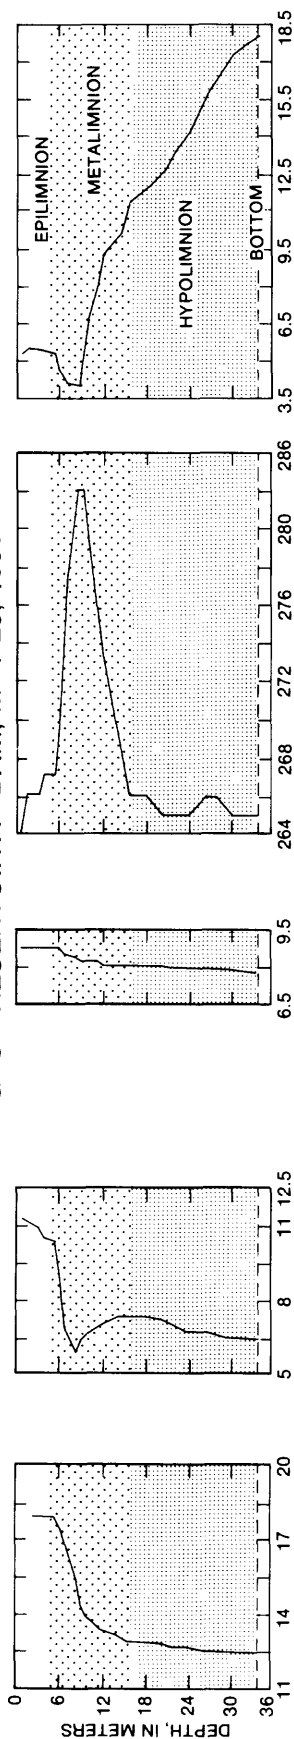 DEPTH, IN METERS
0
6
12
18
24
30
36
11 14 17 20
5 8 11 12.5
6.5 9.5
264 268 272 276 280 286
EPILIMNION
METALIMNION
HYPOLIMNION
BOTTOM
3.5 6.5 9.5 12.5 15.5 18.5